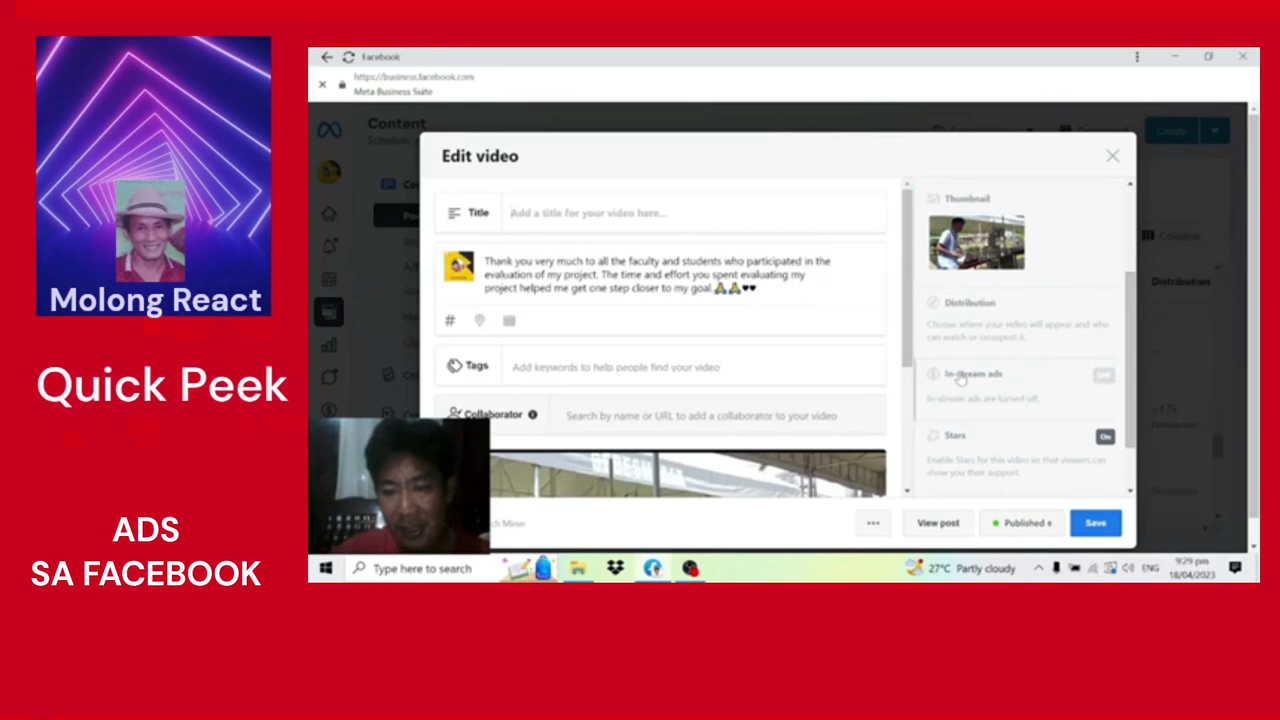 Molong React
Quick Peek
ADS
SA FACEBOOK
Facebook
https://business.facebook.com
Meta Business Suite
Content
Create
Edit video
Title
Add a title for your video here...
Thank you very much to all the faculty and students who participated in the
evaluation of my project. The time and effort you spent evaluating my
project helped me get one step closer to my goal.🙏🙏♥♥
Tags
Add keywords to help people find your video
Collaborator
Search by name or URL to add a collaborator to your video
Thumbnail
Distribution
Choose where your video will appear and who
can watch or crosspost it.
In-stream ads
Off
In-stream ads are turned off.
Stars
On
Enable Stars for this video so that viewers can
show you their support.
Collapse
Distribution
View post
Published
Save
Type here to search
27°C Partly cloudy
ENG
9:29 pm
18/04/2023